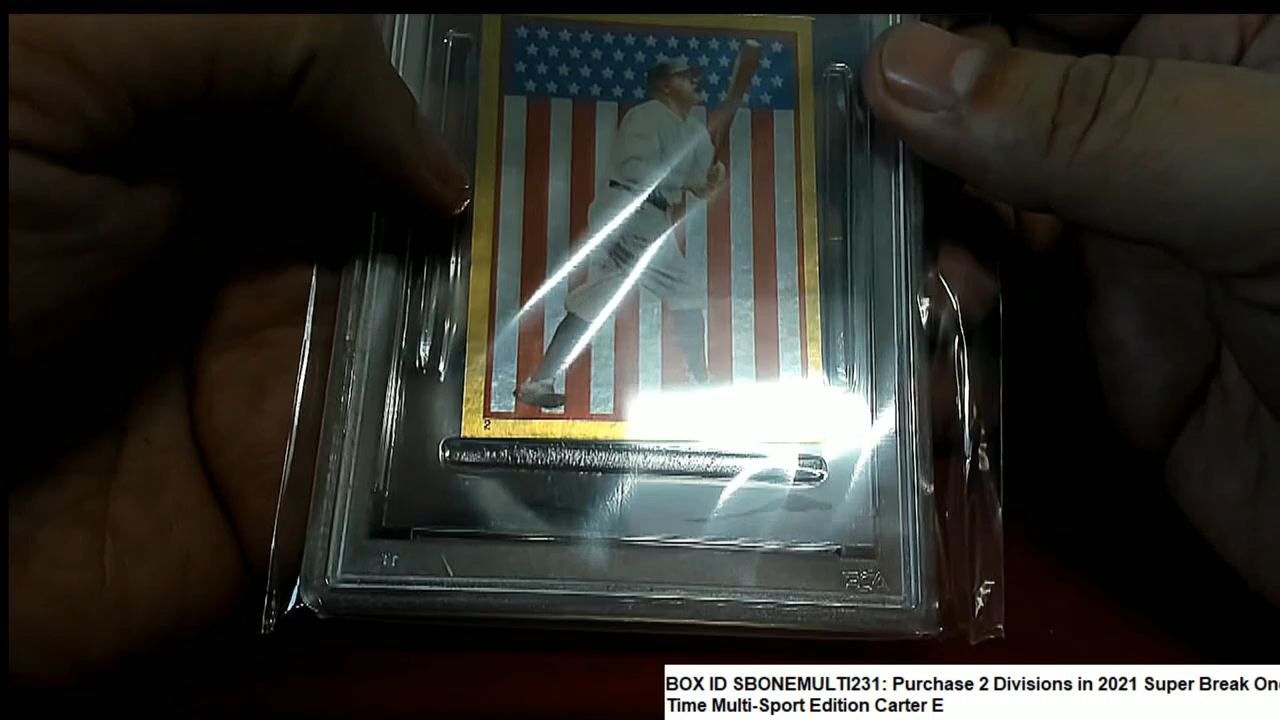 2
PSA
BOX ID SBONEMULTI231: Purchase 2 Divisions in 2021 Super Break One
Time Multi-Sport Edition Carter E